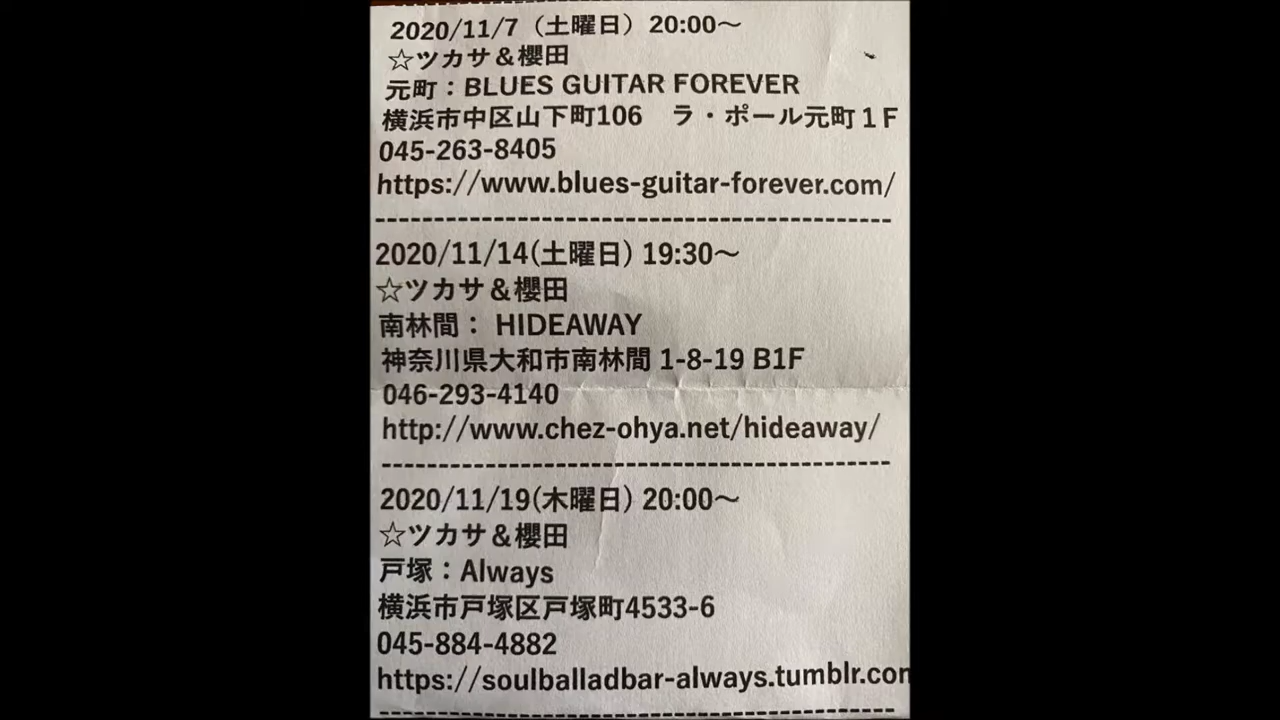 2020/11/7（土曜日）20:00～
☆ツカサ＆櫻田
元町：BLUES GUITAR FOREVER
横浜市中区山下町106　ラ・ポール元町１F
045-263-8405
https://www.blues-guitar-forever.com/
2020/11/14(土曜日) 19:30～
☆ツカサ＆櫻田
南林間： HIDEAWAY
神奈川県大和市南林間 1-8-19 B1F
046-293-4140
http://www.chez-ohya.net/hideaway/
2020/11/19(木曜日) 20:00～
☆ツカサ＆櫻田
戸塚：Always
横浜市戸塚区戸塚町4533-6
045-884-4882
https://soulballadbar-always.tumblr.con